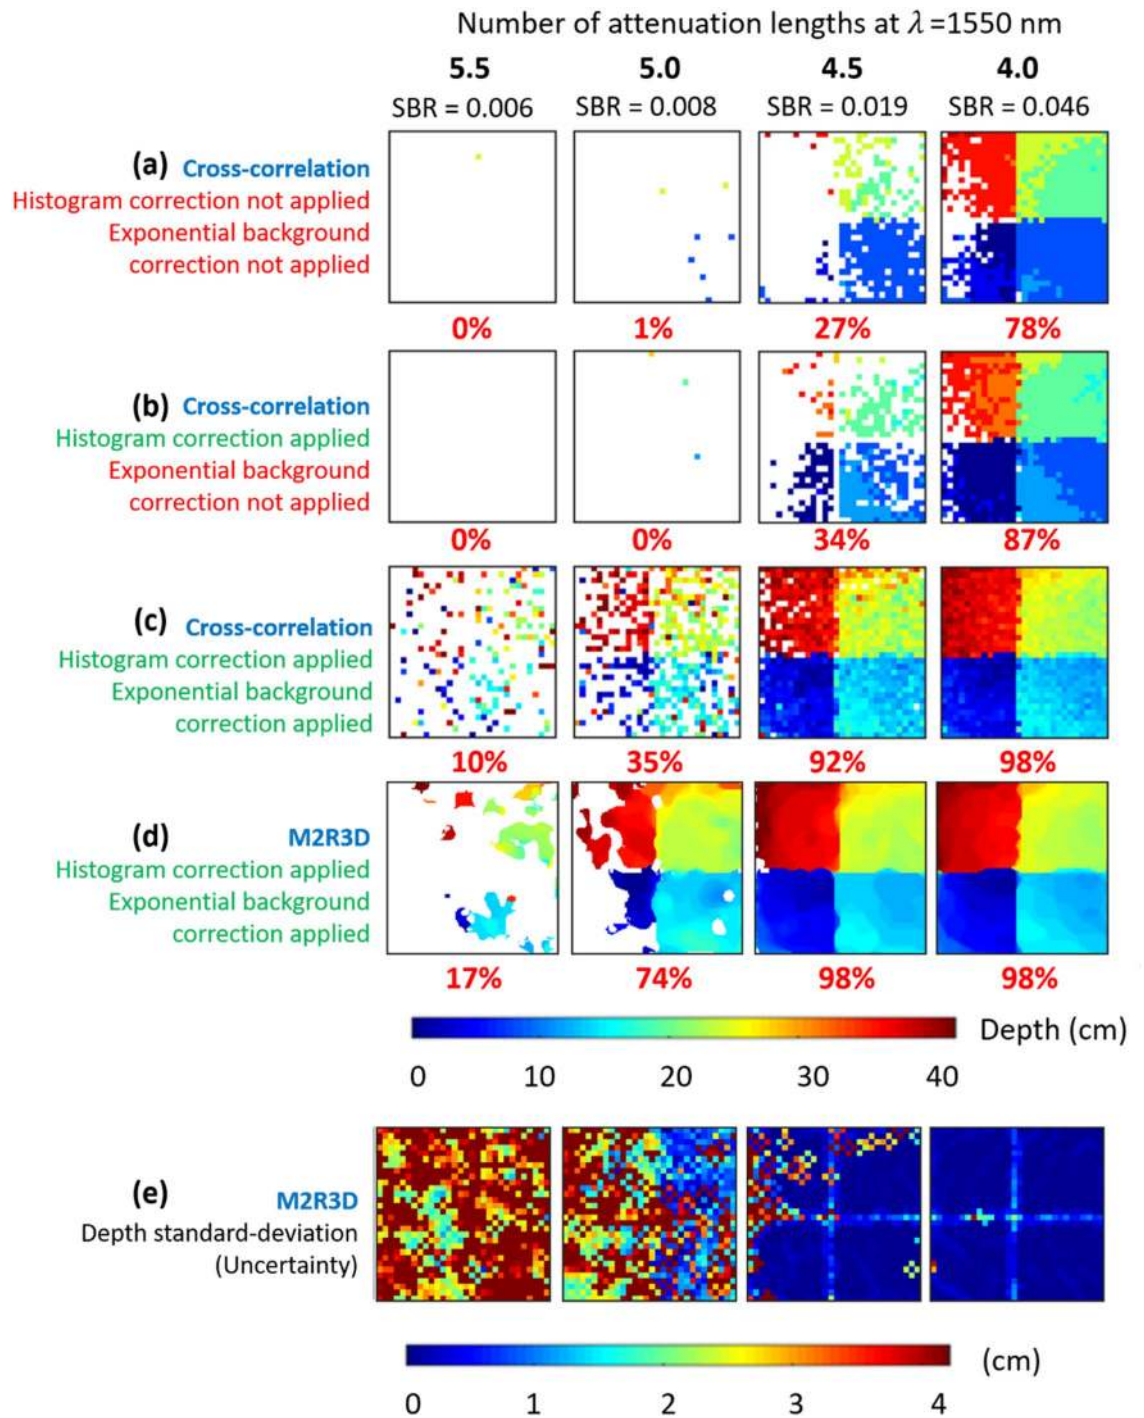 Number of attenuation lengths at λ=1550 nm
5.5 5.0 4.5 4.0
SBR = 0.006 SBR = 0.008 SBR = 0.019 SBR = 0.046
(a) Cross-correlation
Histogram correction not applied
Exponential background
correction not applied
0% 1% 27% 78%
(b) Cross-correlation
Histogram correction applied
Exponential background
correction not applied
0% 0% 34% 87%
(c) Cross-correlation
Histogram correction applied
Exponential background
correction applied
10% 35% 92% 98%
(d) M2R3D
Histogram correction applied
Exponential background
correction applied
17% 74% 98% 98%
Depth (cm)
0 10 20 30 40
(e) M2R3D
Depth standard-deviation
(Uncertainty)
(cm)
0 1 2 3 4